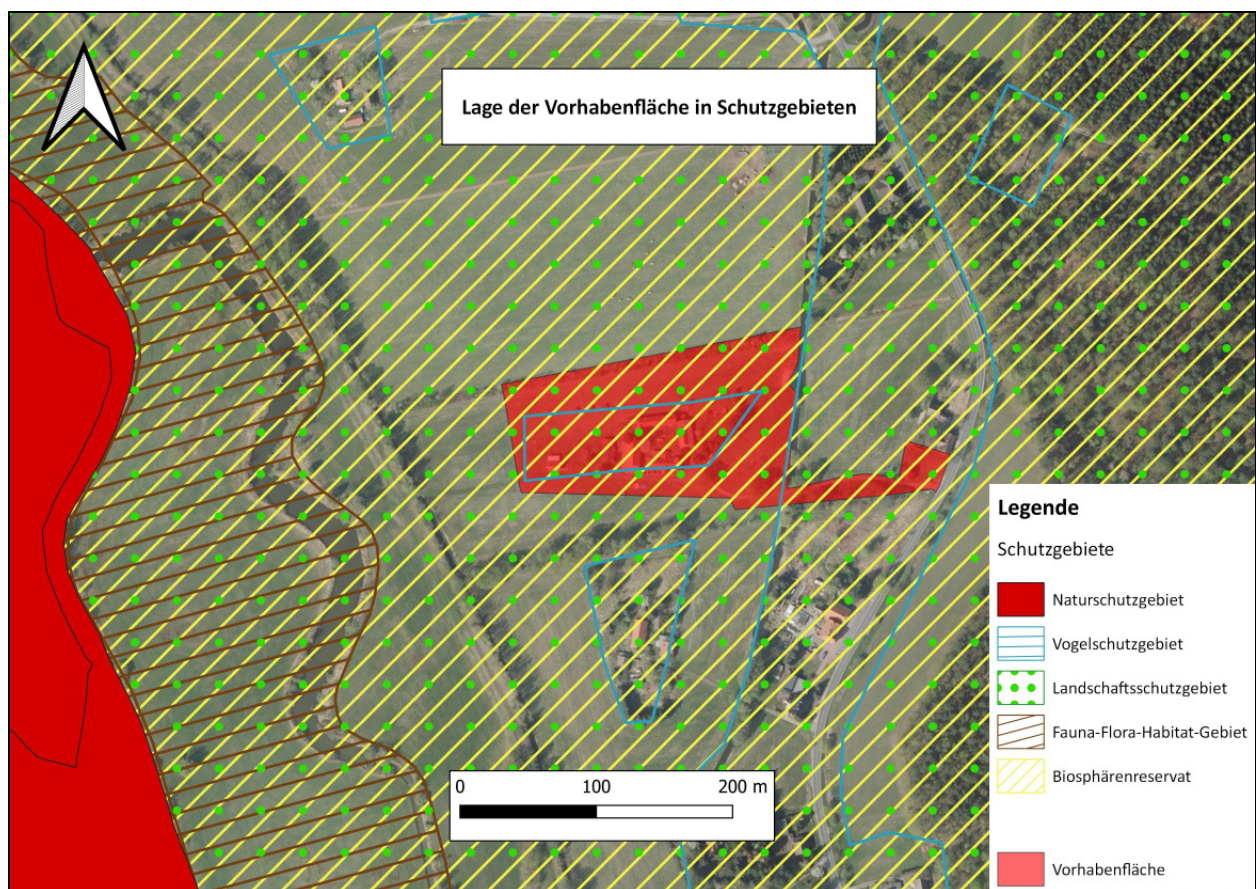 Lage der Vorhabenfläche in Schutzgebieten
Legende
Schutzgebiete
Naturschutzgebiet
Vogelschutzgebiet
Landschaftsschutzgebiet
Fauna-Flora-Habitat-Gebiet
Biosphärenreservat
Vorhabenfläche
0 100 200 m